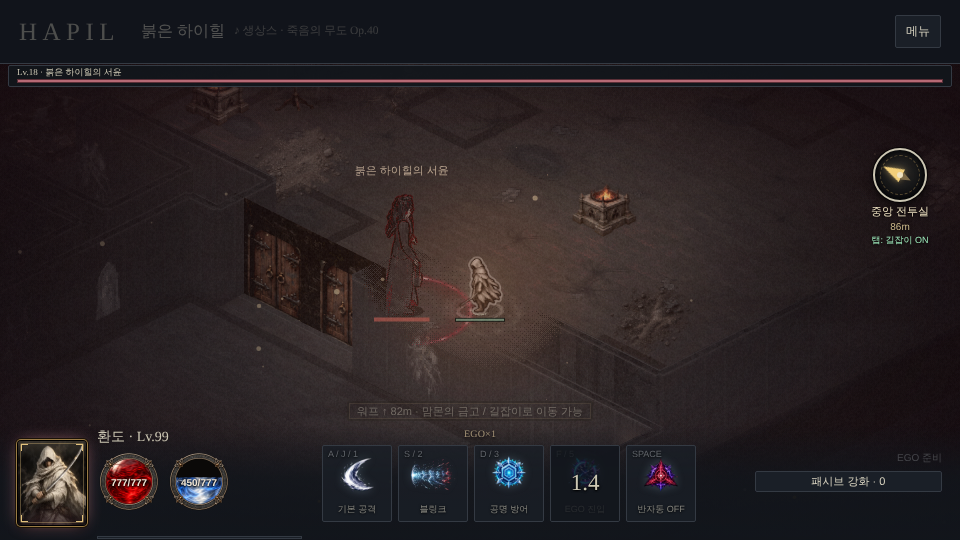 HAPIL 붉은 하이힐 ♪ 생상스 · 죽음의 무도 Op.40
메뉴
Lv.18 · 붉은 하이힐의 서윤
붉은 하이힐의 서윤
중앙 전투실
86m
탭: 길잡이 ON
워프 ↑ 82m · 맘몬의 금고 / 길잡이로 이동 가능
환도 · Lv.99
777/777
450/777
EGO×1
A / J / 1
기본 공격
S / 2
블링크
D / 3
공명 방어
1.4
EGO 진입
SPACE
반자동 OFF
EGO 준비
패시브 강화 · 0